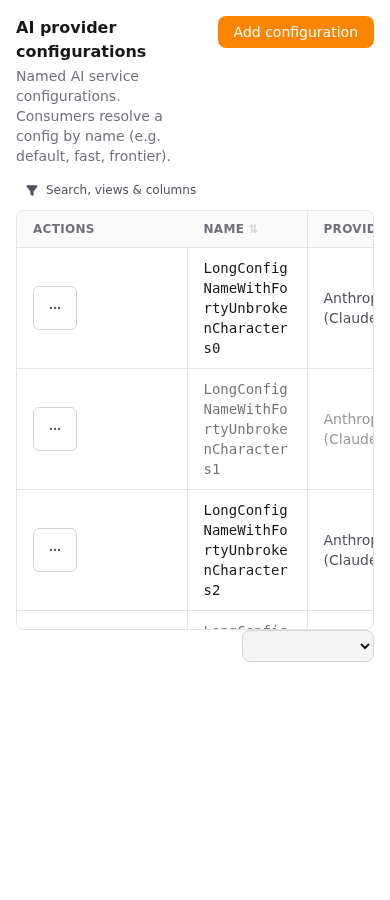 AI provider
configurations
Add configuration
Named AI service
configurations.
Consumers resolve a
config by name (e.g.
default, fast, frontier).
Search, views & columns
ACTIONS NAME ⇅ PROVID
LongConfig
NameWithFo
rtyUnbroke
nCharacter
s0
Anthrop
(Claude
LongConfig
NameWithFo
rtyUnbroke
nCharacter
s1
Anthrop
(Claude
LongConfig
NameWithFo
rtyUnbroke
nCharacter
s2
Anthrop
(Claude
LongConfig